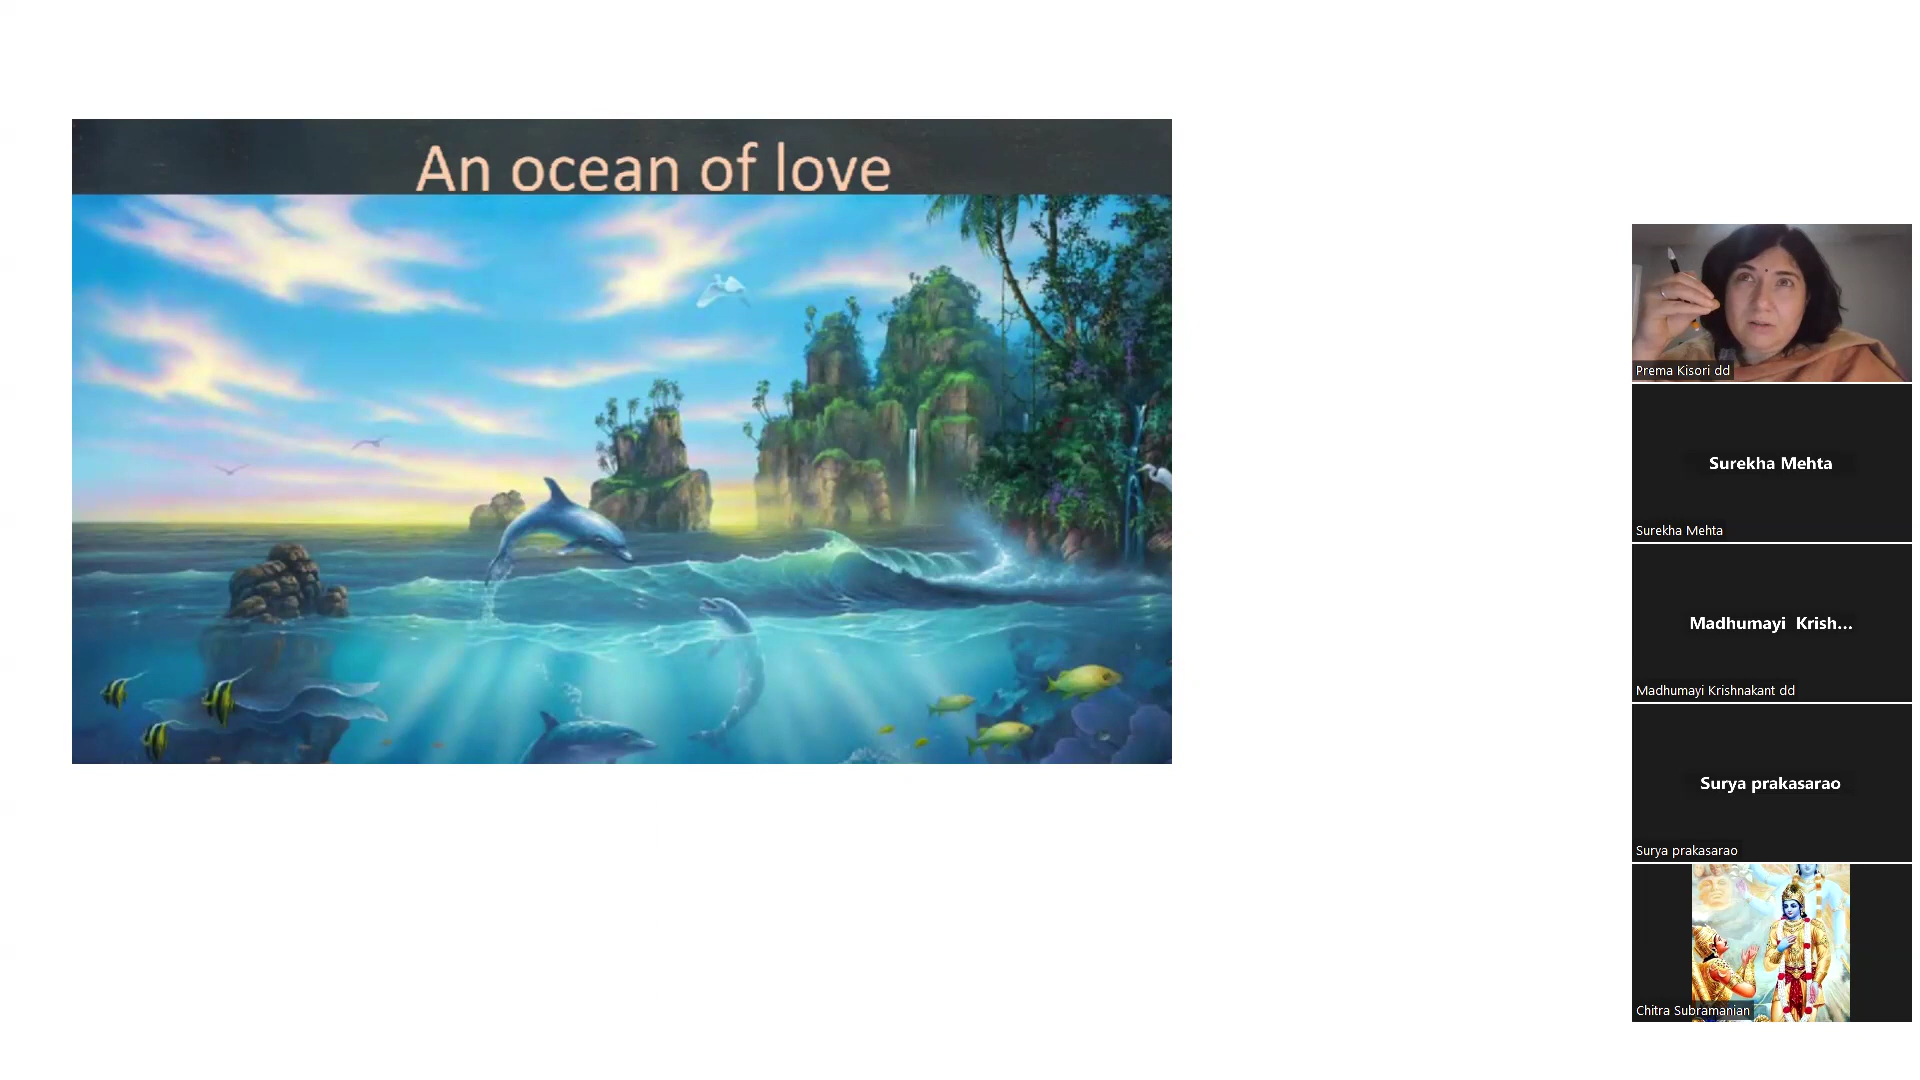 An ocean of love
Prema Kisori dd
Surekha Mehta
Surekha Mehta
Madhumayi Krish...
Madhumayi Krishnakant dd
Surya prakasarao
Surya prakasarao
Chitra Subramanian